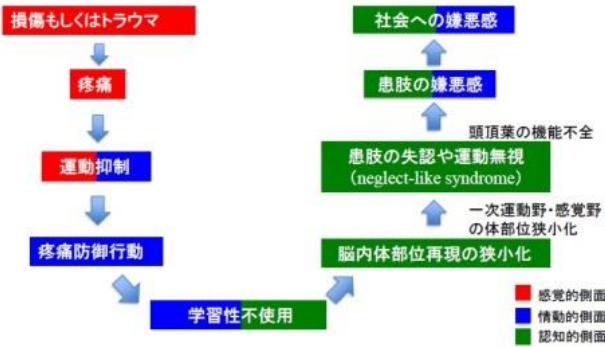 損傷もしくはトラウマ
疼痛
運動抑制
疼痛防御行動
学習性不使用
脳内体部位再現の狭小化
一次運動野・感覚野
の体部位狭小化
患肢の失認や運動無視
(neglect-like syndrome)
頭頂葉の機能不全
患肢の嫌悪感
社会への嫌悪感
感覚的側面
情動的側面
認知的側面